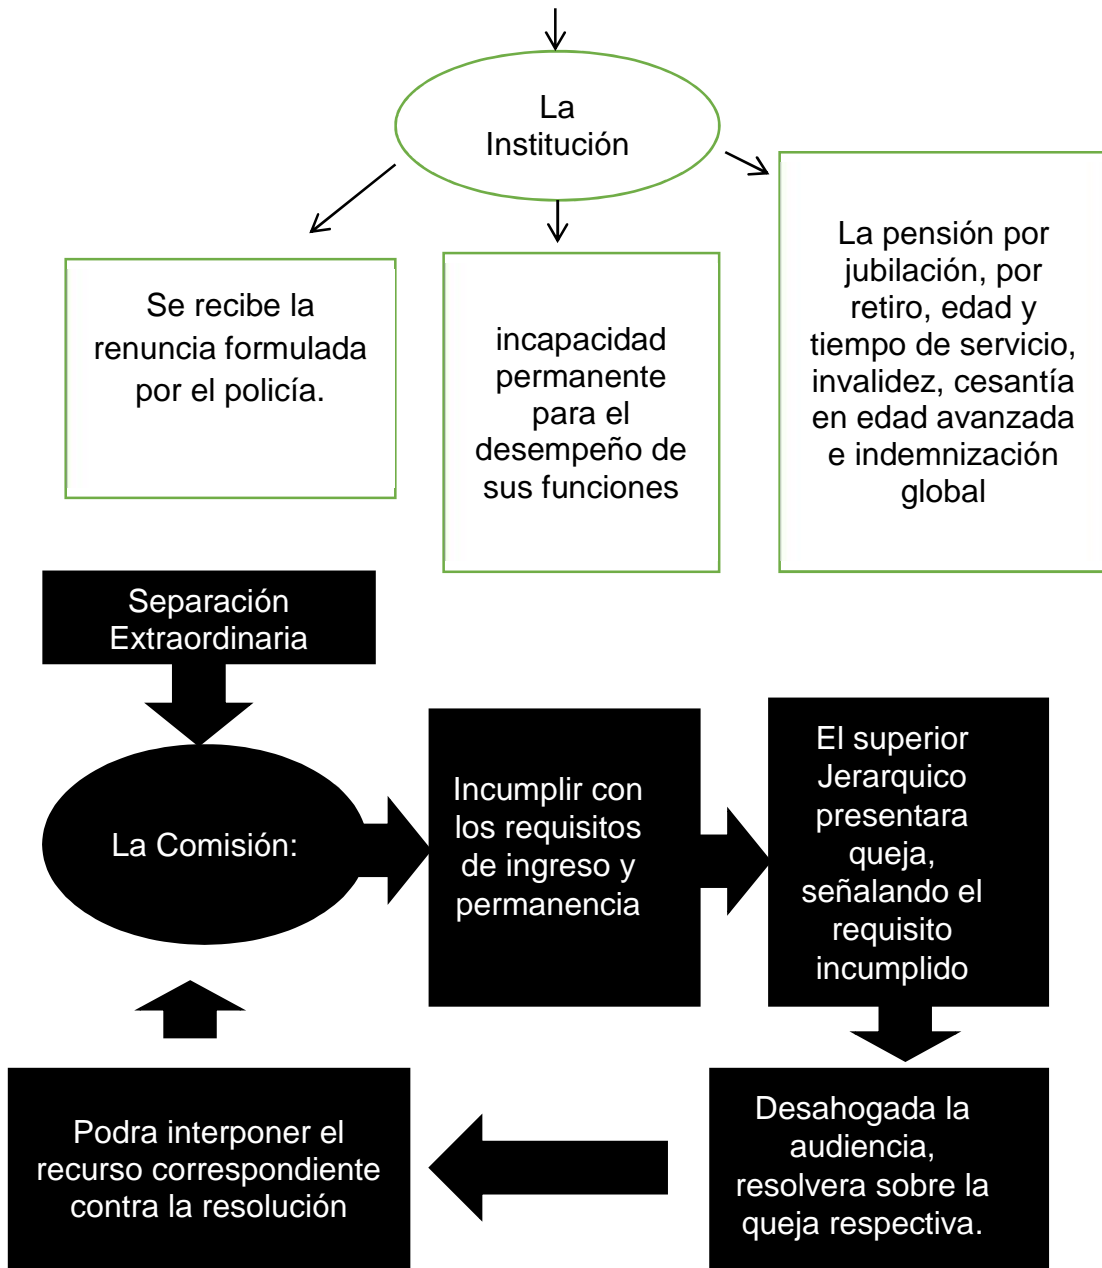 La
Institución
Se recibe la
renuncia formulada
por el policía.
incapacidad
permanente
para el
desempeño de
sus funciones
La pensión por
jubilación, por
retiro, edad y
tiempo de servicio,
invalidez, cesantía
en edad avanzada
e indemnización
global
Separación
Extraordinaria
La Comisión:
Incumplir con
los requisitos
de ingreso y
permanencia
El superior
Jerarquico
presentara
queja,
señalando el
requisito
incumplido
Desahogada la
audiencia,
resolvera sobre la
queja respectiva.
Podra interponer el
recurso correspondiente
contra la resolución